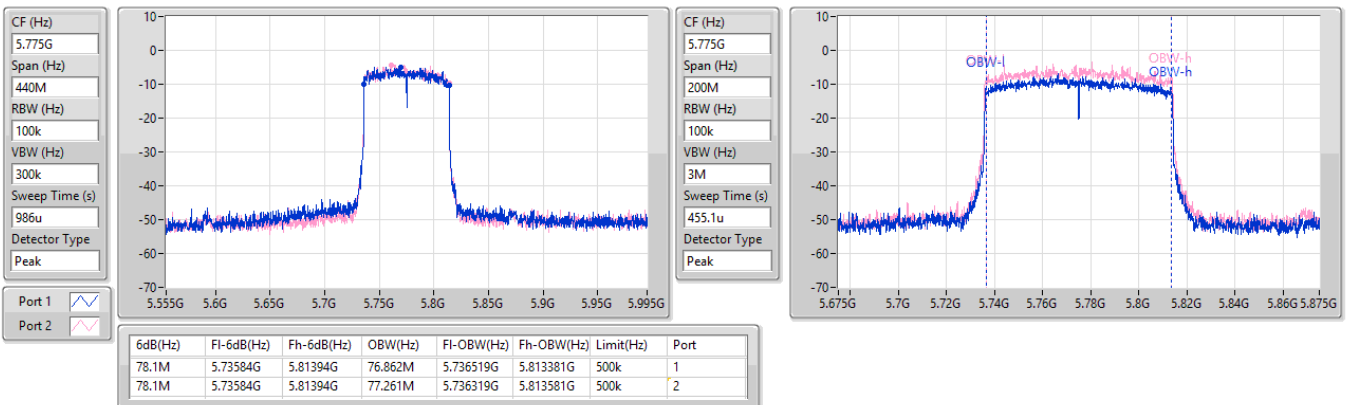 CF (Hz)
5.775G
Span (Hz)
440M
RBW (Hz)
100k
VBW (Hz)
300k
Sweep Time (s)
986u
Detector Type
Peak
Port 1
Port 2
10
0
-10
-20
-30
-40
-50
-60
-70
5.555G 5.6G 5.65G 5.7G 5.75G 5.8G 5.85G 5.9G 5.95G 5.995G
CF (Hz)
5.775G
Span (Hz)
200M
RBW (Hz)
100k
VBW (Hz)
3M
Sweep Time (s)
455.1u
Detector Type
Peak
10
0
-10
-20
-30
-40
-50
-60
-70
OBW-l
OBW-h
OBW-h
5.675G 5.7G 5.72G 5.74G 5.76G 5.78G 5.8G 5.82G 5.84G 5.86G 5.875G
6dB(Hz) Fl-6dB(Hz) Fh-6dB(Hz) OBW(Hz) Fl-OBW(Hz) Fh-OBW(Hz) Limit(Hz) Port
78.1M 5.73584G 5.81394G 76.862M 5.736519G 5.813381G 500k 1
78.1M 5.73584G 5.81394G 77.261M 5.736319G 5.813581G 500k 2